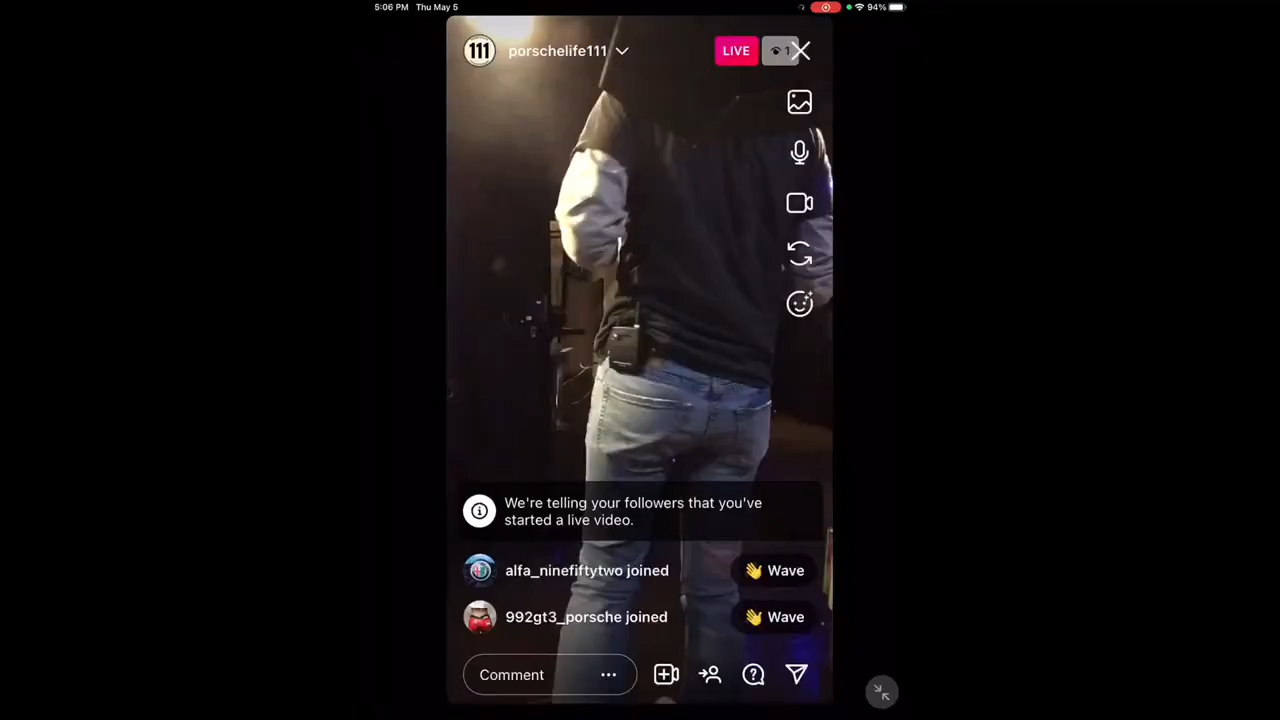 5:06 PM Thu May 5
94%
111 porschelife111
LIVE
1
We're telling your followers that you've
started a live video.
alfa_ninefiftytwo joined
👋 Wave
992gt3_porsche joined
👋 Wave
Comment